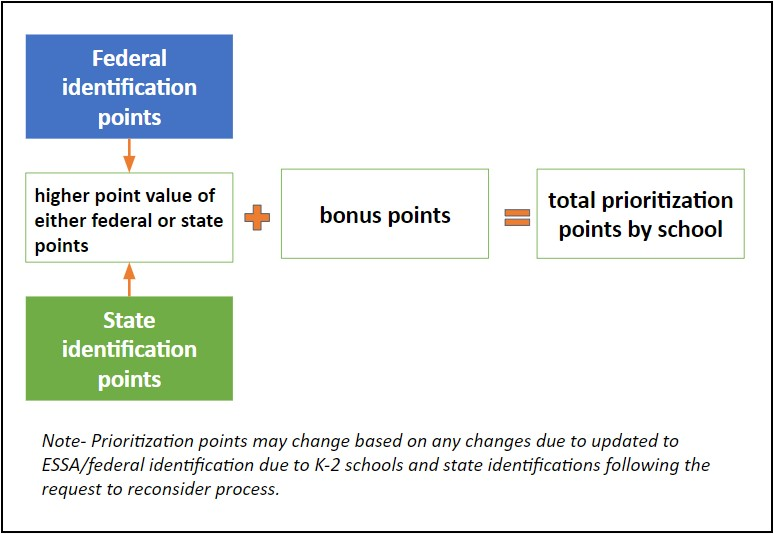 Federal
identification
points
higher point value of
either federal or state
points
bonus points
total prioritization
points by school
State
identification
points
Note- Prioritization points may change based on any changes due to updated to
ESSA/federal identification due to K-2 schools and state identifications following the
request to reconsider process.